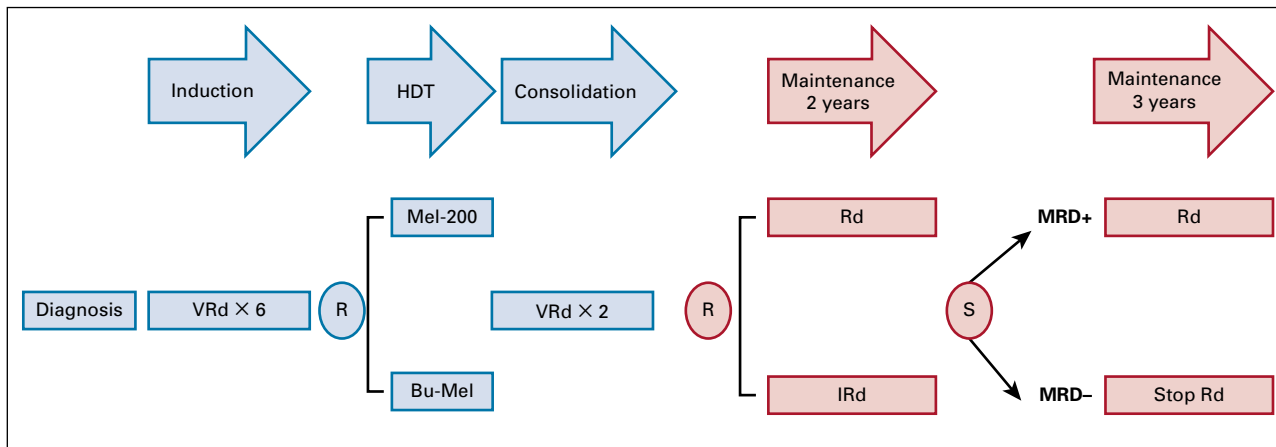 Induction
HDT
Consolidation
Maintenance
2 years
Maintenance
3 years
Mel-200
Rd
MRD+
Rd
Diagnosis
VRd × 6
R
VRd × 2
R
S
Bu-Mel
IRd
MRD–
Stop Rd